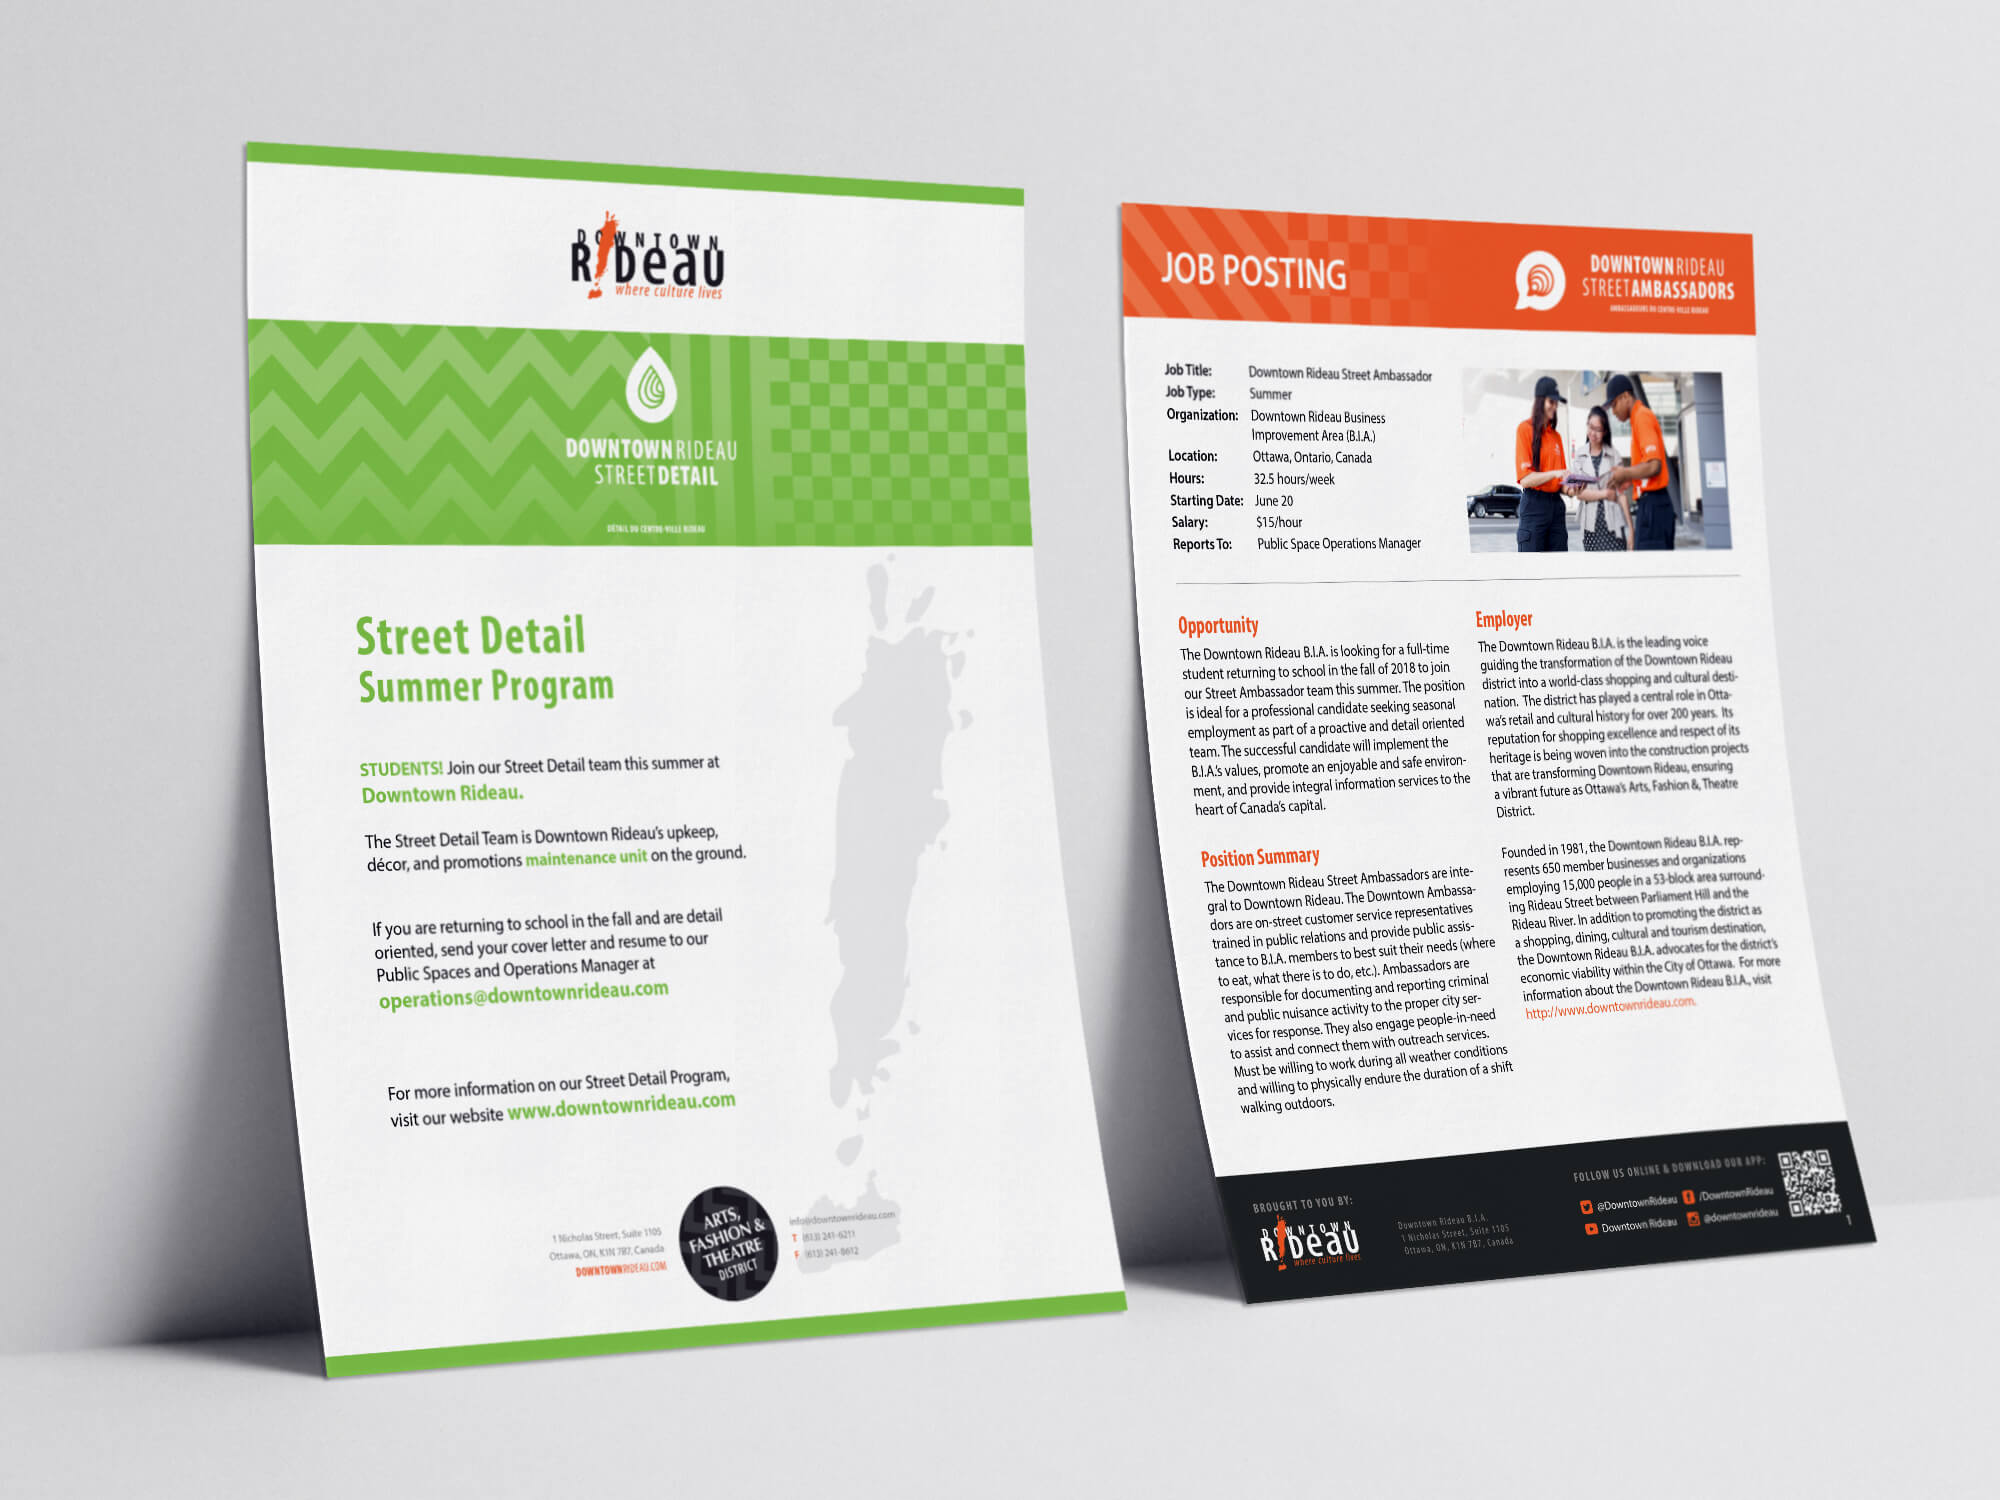 DOWNTOWN
RIDEAU
where culture lives
DOWNTOWNRIDEAU
STREETDETAIL
DÉTAIL DU CENTRE-VILLE RIDEAU
Street Detail
Summer Program
STUDENTS! Join our Street Detail team this summer at
Downtown Rideau.
The Street Detail Team is Downtown Rideau's upkeep,
décor, and promotions maintenance unit on the ground.
If you are returning to school in the fall and are detail
oriented, send your cover letter and resume to our
Public Spaces and Operations Manager at
operations@downtownrideau.com
For more information on our Street Detail Program,
visit our website www.downtownrideau.com
1 Nicholas Street, Suite 1105
Ottawa, ON, K1N 7B7, Canada
DOWNTOWNRIDEAU.COM
ARTS,
FASHION &
THEATRE
DISTRICT
info@downtownrideau.com
T (613) 241-6211
F (613) 241-8612
JOB POSTING
DOWNTOWNRIDEAU
STREETAMBASSADORS
AMBASSADEURS DU CENTRE-VILLE RIDEAU
Job Title: Downtown Rideau Street Ambassador
Job Type: Summer
Organization: Downtown Rideau Business
Improvement Area (B.I.A.)
Location: Ottawa, Ontario, Canada
Hours: 32.5 hours/week
Starting Date: June 20
Salary: $15/hour
Reports To: Public Space Operations Manager
Opportunity
The Downtown Rideau B.I.A. is looking for a full-time
student returning to school in the fall of 2018 to join
our Street Ambassador team this summer. The position
is ideal for a professional candidate seeking seasonal
employment as part of a proactive and detail oriented
team. The successful candidate will implement the
B.I.A.'s values, promote an enjoyable and safe environ-
ment, and provide integral information services to the
heart of Canada's capital.
Position Summary
The Downtown Rideau Street Ambassadors are inte-
gral to Downtown Rideau. The Downtown Ambassa-
dors are on-street customer service representatives
trained in public relations and provide public assis-
tance to B.I.A. members to best suit their needs (where
to eat, what there is to do, etc.). Ambassadors are
responsible for documenting and reporting criminal
and public nuisance activity to the proper city ser-
vices for response. They also engage people-in-need
to assist and connect them with outreach services.
Must be willing to work during all weather conditions
and willing to physically endure the duration of a shift
walking outdoors.
Employer
The Downtown Rideau B.I.A. is the leading voice
guiding the transformation of the Downtown Rideau
district into a world-class shopping and cultural desti-
nation. The district has played a central role in Otta-
wa's retail and cultural history for over 200 years. Its
reputation for shopping excellence and respect of its
heritage is being woven into the construction projects
that are transforming Downtown Rideau, ensuring
a vibrant future as Ottawa's Arts, Fashion &, Theatre
District.
Founded in 1981, the Downtown Rideau B.I.A. rep-
resents 650 member businesses and organizations
employing 15,000 people in a 53-block area surround-
ing Rideau Street between Parliament Hill and the
Rideau River. In addition to promoting the district as
a shopping, dining, cultural and tourism destination,
the Downtown Rideau B.I.A. advocates for the district's
economic viability within the City of Ottawa. For more
information about the Downtown Rideau B.I.A., visit
http://www.downtownrideau.com.
BROUGHT TO YOU BY:
DOWNTOWN
RIDEAU
where culture lives
Downtown Rideau B.I.A.
1 Nicholas Street, Suite 1105
Ottawa, ON, K1N 7B7, Canada
FOLLOW US ONLINE & DOWNLOAD OUR APP:
@DowntownRideau /DowntownRideau
Downtown Rideau @downtownrideau
1